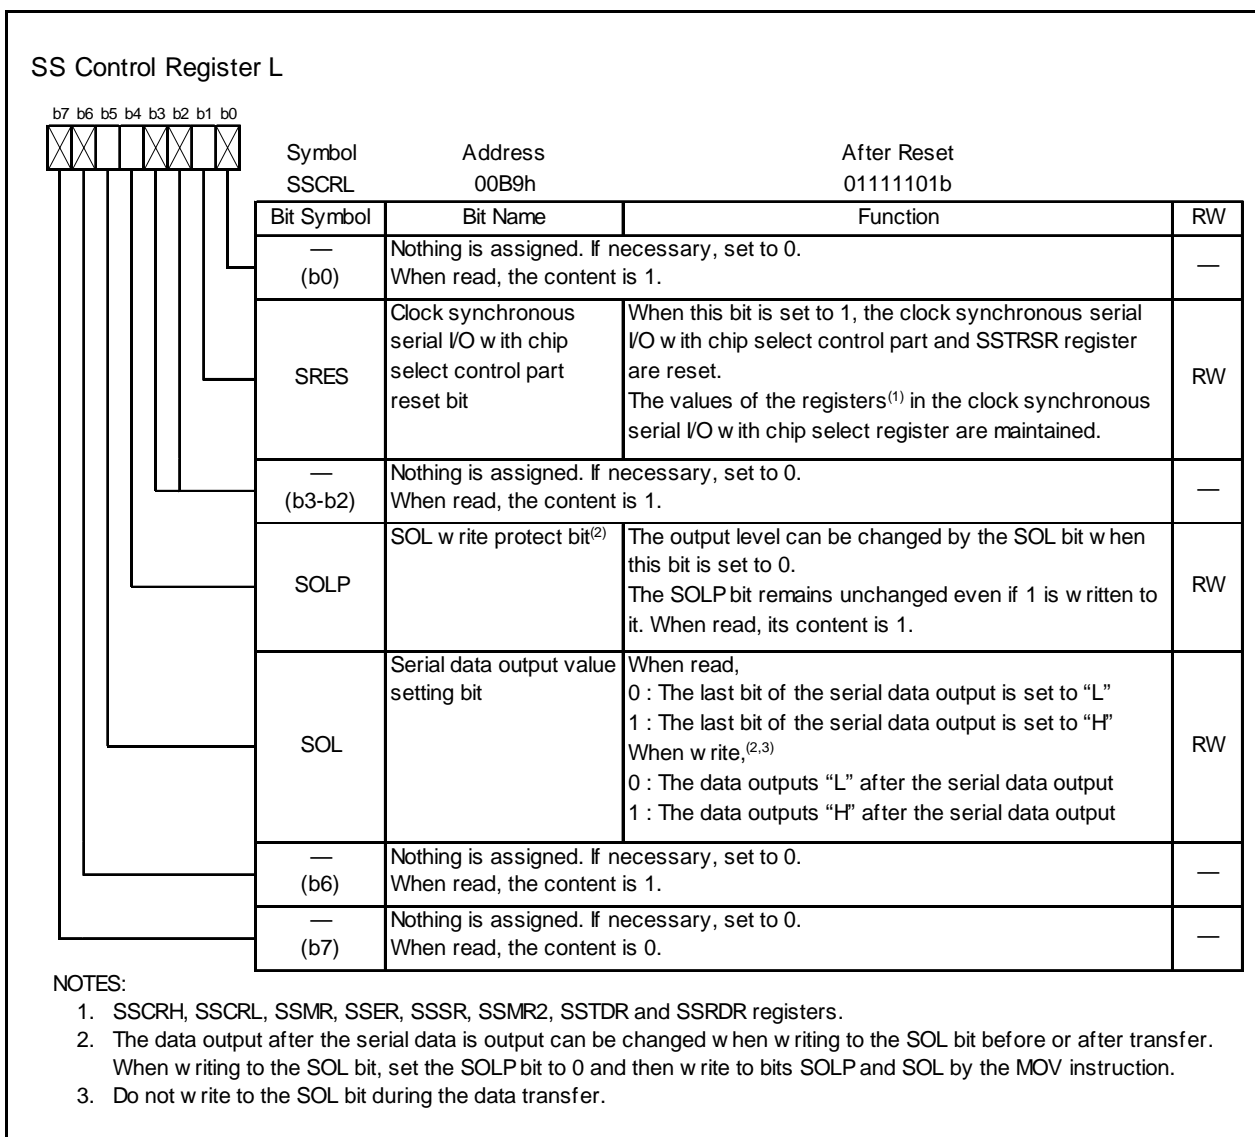 SS Control Register L
b7 b6 b5 b4 b3 b2 b1 b0
Symbol Address After Reset
SSCRL 00B9h 01111101b
Bit Symbol Bit Name Function RW
—
(b0)
Nothing is assigned. If necessary, set to 0.
When read, the content is 1.
—
SRES
Clock synchronous
serial I/O with chip
select control part
reset bit
When this bit is set to 1, the clock synchronous serial
I/O with chip select control part and SSTRSR register
are reset.
The values of the registers(1) in the clock synchronous
serial I/O with chip select register are maintained.
RW
—
(b3-b2)
Nothing is assigned. If necessary, set to 0.
When read, the content is 1.
—
SOLP
SOL write protect bit(2)
The output level can be changed by the SOL bit when
this bit is set to 0.
The SOLP bit remains unchanged even if 1 is written to
it. When read, its content is 1.
RW
SOL
Serial data output value
setting bit
When read,
0 : The last bit of the serial data output is set to “L”
1 : The last bit of the serial data output is set to “H”
When write,(2,3)
0 : The data outputs “L” after the serial data output
1 : The data outputs “H” after the serial data output
RW
—
(b6)
Nothing is assigned. If necessary, set to 0.
When read, the content is 1.
—
—
(b7)
Nothing is assigned. If necessary, set to 0.
When read, the content is 0.
—
NOTES:
1. SSCRH, SSCRL, SSMR, SSER, SSSR, SSMR2, SSTDR and SSRDR registers.
2. The data output after the serial data is output can be changed when writing to the SOL bit before or after transfer.
When writing to the SOL bit, set the SOLP bit to 0 and then write to bits SOLP and SOL by the MOV instruction.
3. Do not write to the SOL bit during the data transfer.